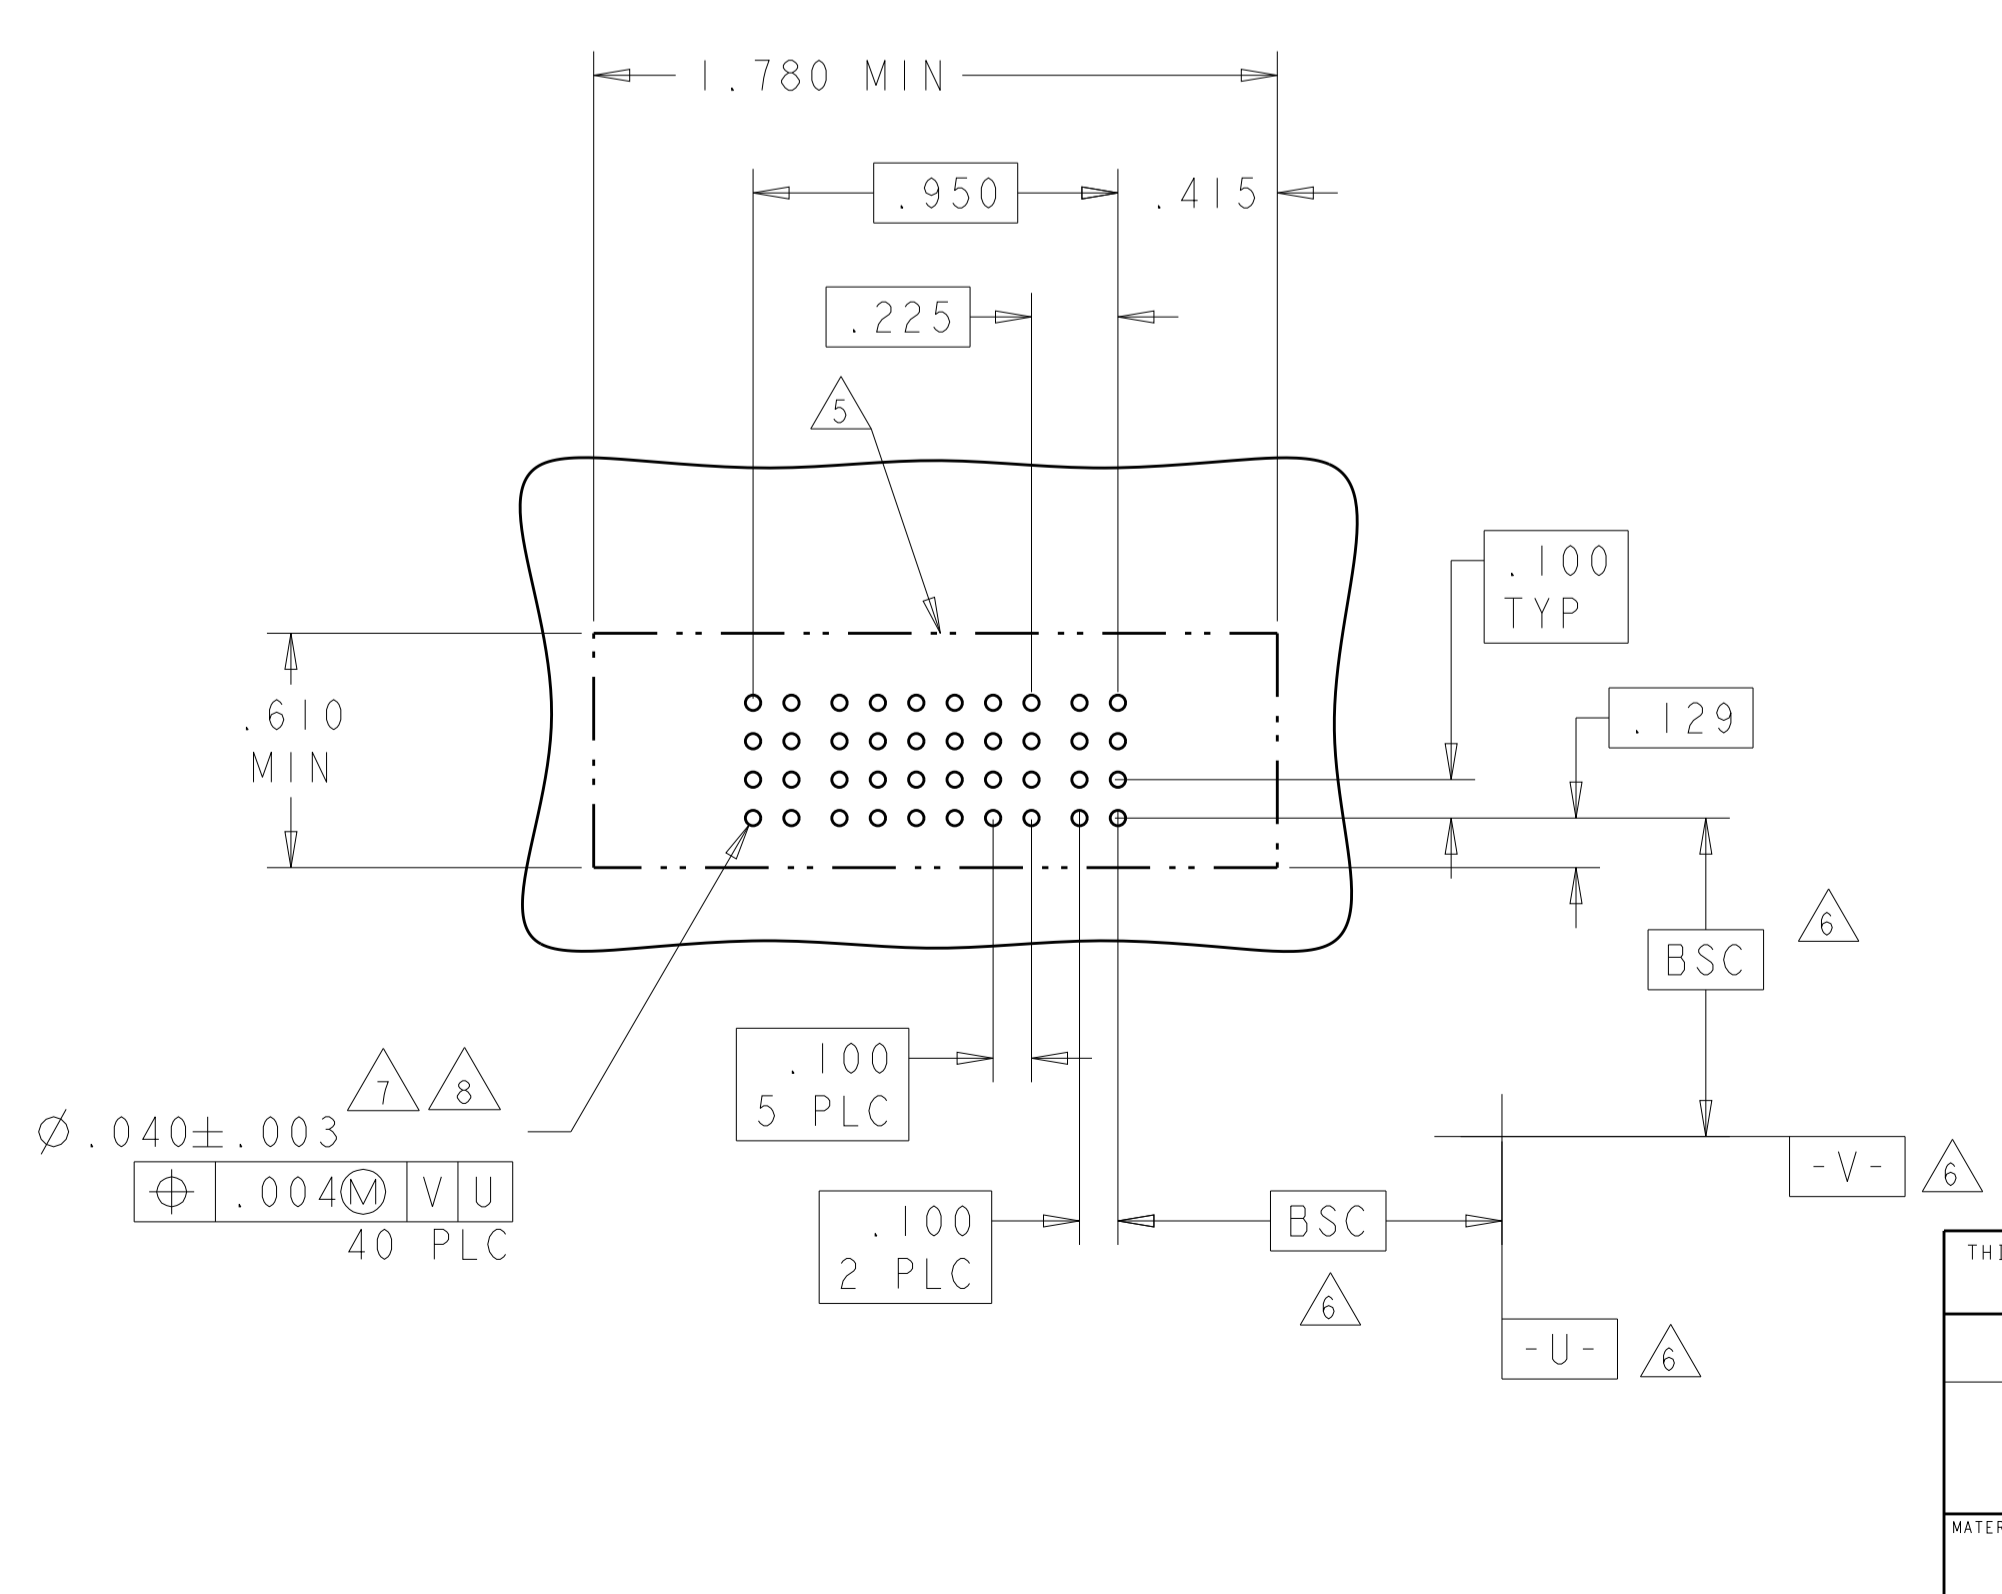 1.780 MIN
.950
.415
.225
5
.100
TYP
.610
MIN
.129
6
BSC
.100
5 PLC
7 8
Ø.040±.003
⌖ .004Ⓜ V U
40 PLC
-V- 6
.100
2 PLC
BSC
6
-U- 6
THI
MATER